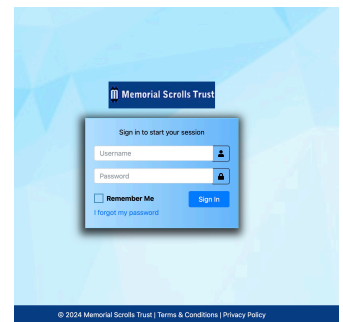 Memorial Scrolls Trust
Sign in to start your session
Username
Password
Remember Me
Sign In
I forgot my password
© 2024 Memorial Scrolls Trust | Terms & Conditions | Privacy Policy